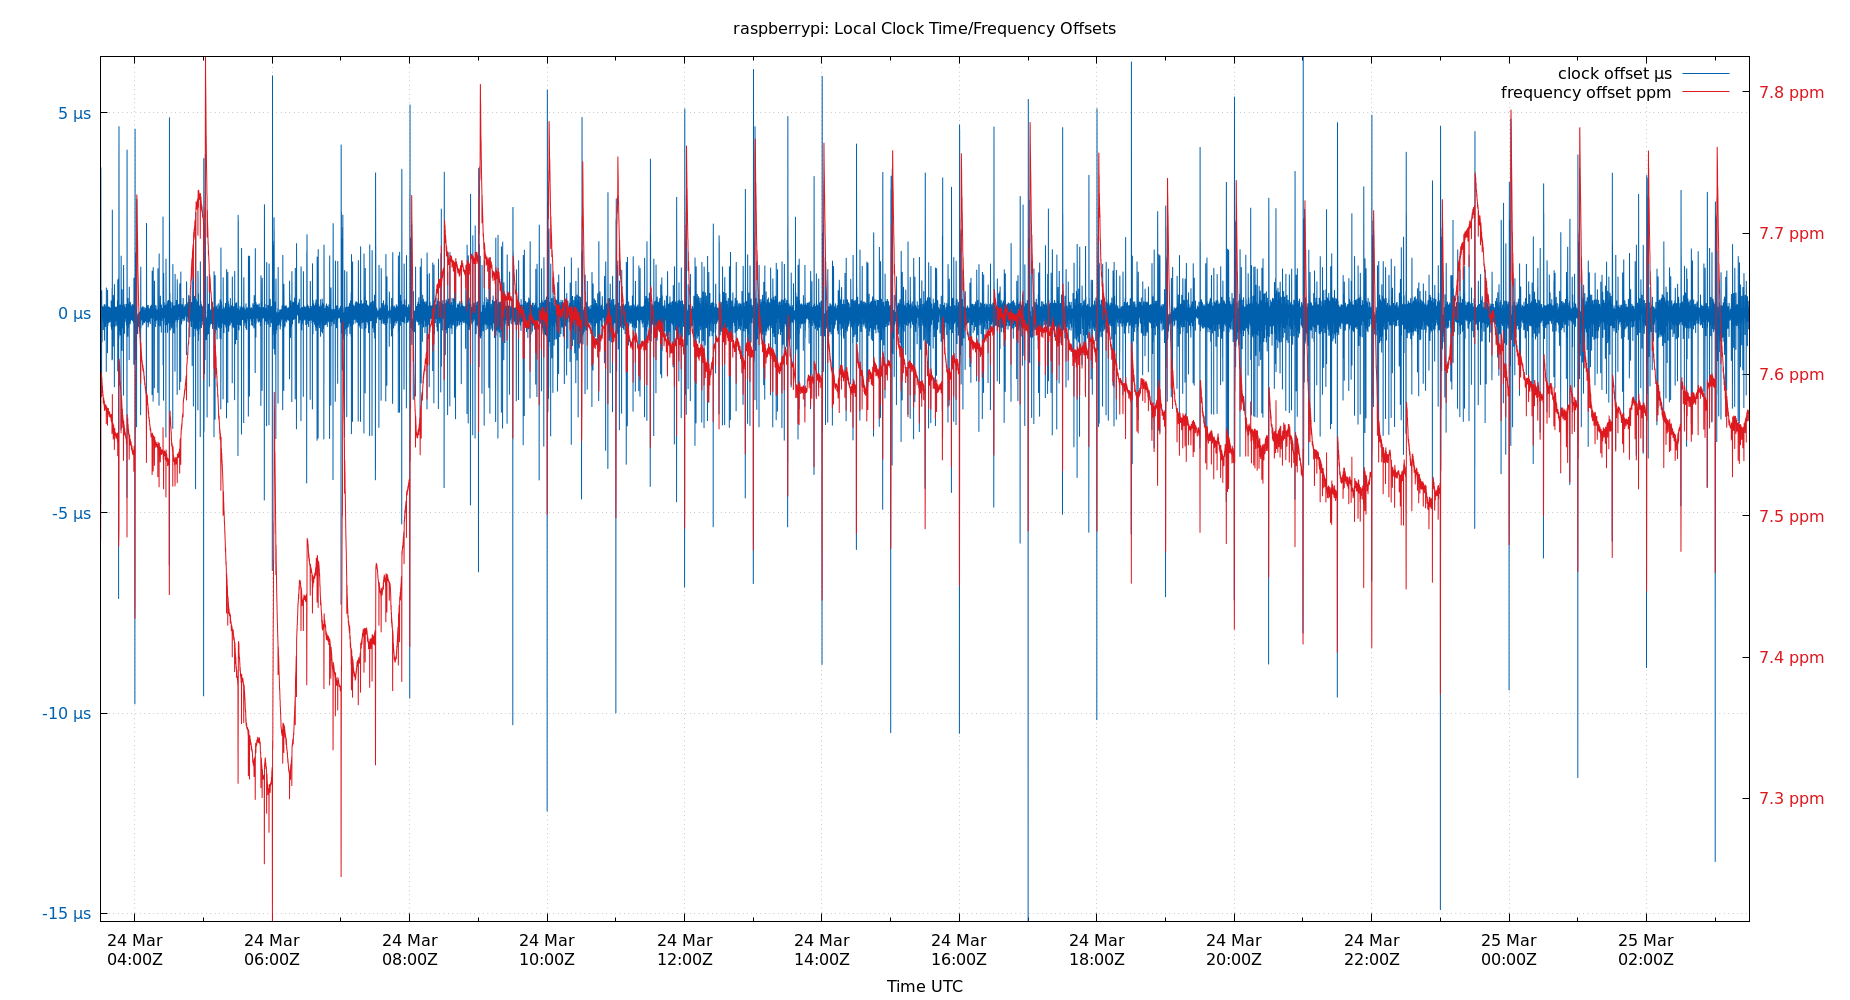 raspberrypi: Local Clock Time/Frequency Offsets
clock offset µs
frequency offset ppm
5 µs
0 µs
-5 µs
-10 µs
-15 µs
7.8 ppm
7.7 ppm
7.6 ppm
7.5 ppm
7.4 ppm
7.3 ppm
24 Mar 24 Mar 24 Mar 24 Mar 24 Mar 24 Mar 24 Mar 24 Mar 24 Mar 24 Mar 25 Mar 25 Mar
04:00Z 06:00Z 08:00Z 10:00Z 12:00Z 14:00Z 16:00Z 18:00Z 20:00Z 22:00Z 00:00Z 02:00Z
Time UTC